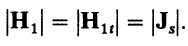 |H₁| = |H₁ₜ| = |Jₛ|.